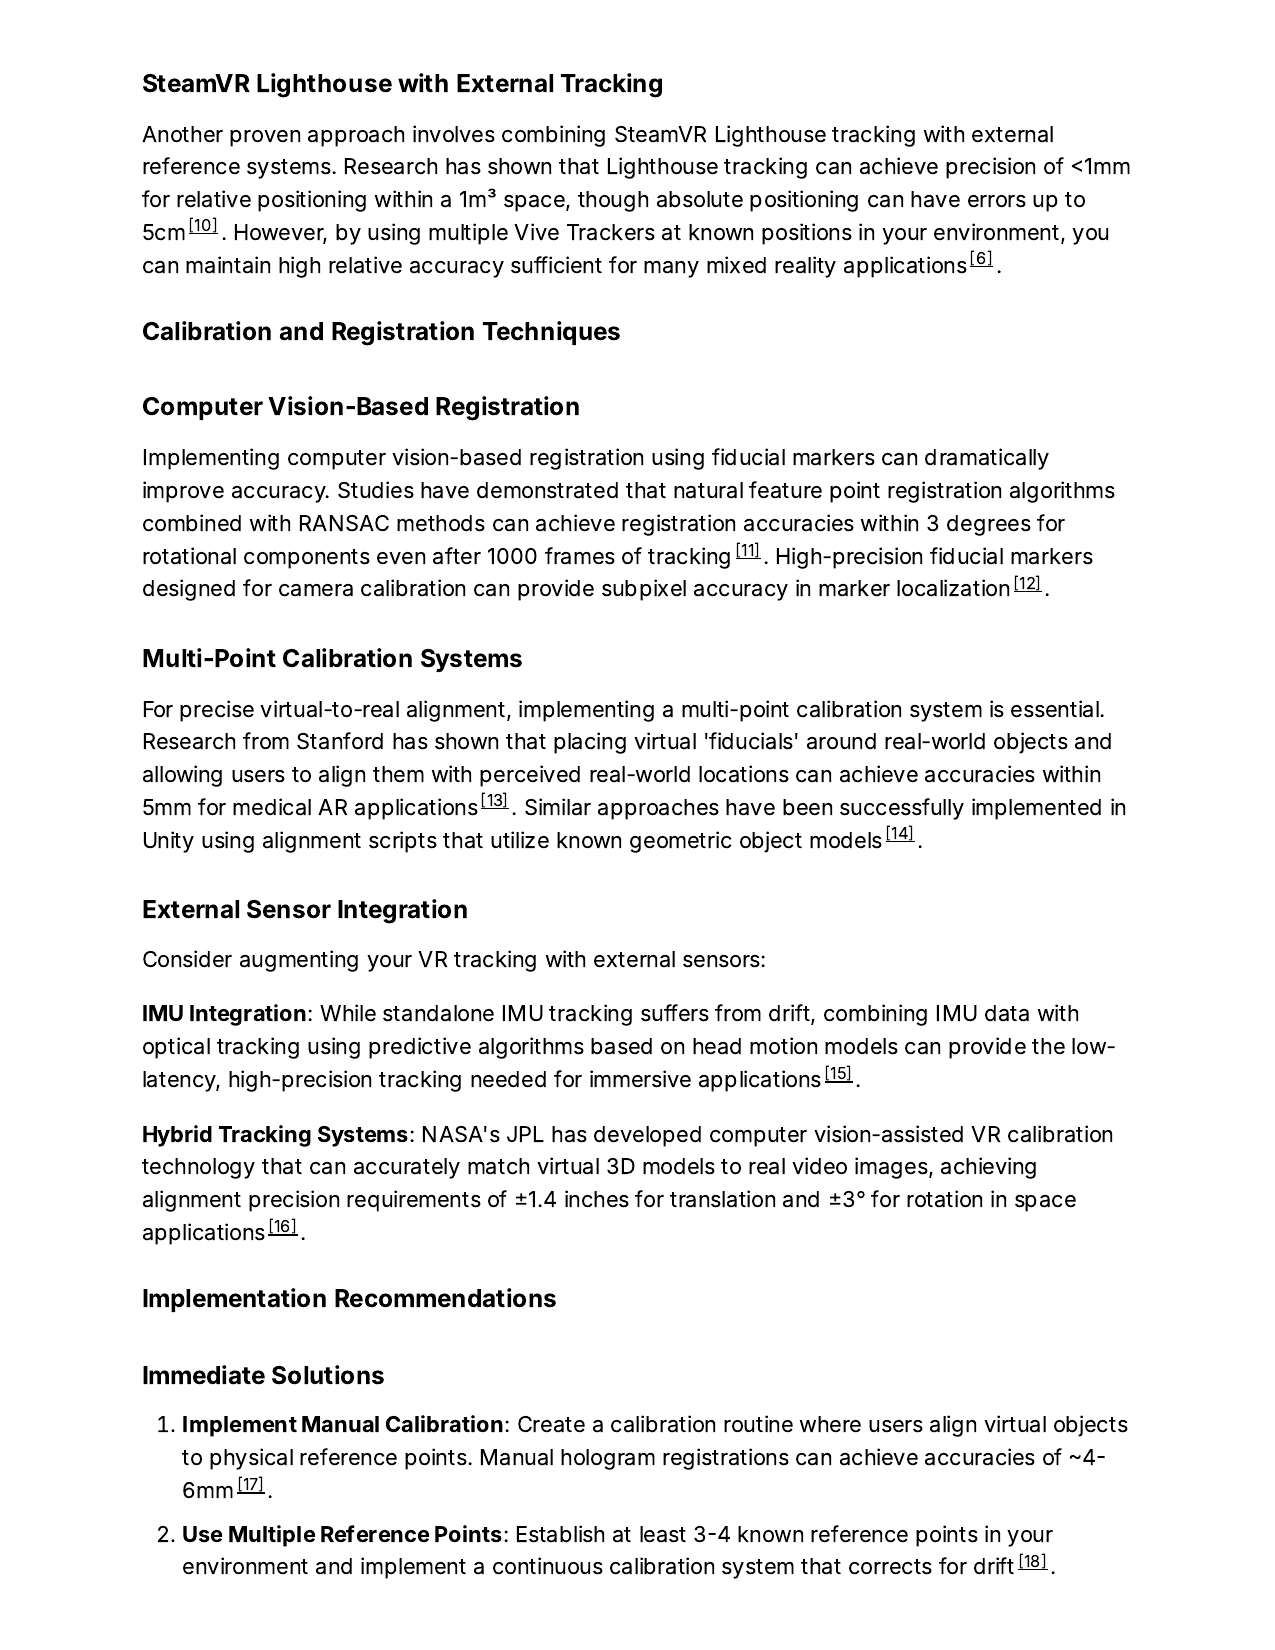 SteamVR Lighthouse with External Tracking
Another proven approach involves combining SteamVR Lighthouse tracking with external
reference systems. Research has shown that Lighthouse tracking can achieve precision of <1mm
for relative positioning within a 1m³ space, though absolute positioning can have errors up to
5cm[10]. However, by using multiple Vive Trackers at known positions in your environment, you
can maintain high relative accuracy sufficient for many mixed reality applications[6].
Calibration and Registration Techniques
Computer Vision-Based Registration
Implementing computer vision-based registration using fiducial markers can dramatically
improve accuracy. Studies have demonstrated that natural feature point registration algorithms
combined with RANSAC methods can achieve registration accuracies within 3 degrees for
rotational components even after 1000 frames of tracking[11]. High-precision fiducial markers
designed for camera calibration can provide subpixel accuracy in marker localization[12].
Multi-Point Calibration Systems
For precise virtual-to-real alignment, implementing a multi-point calibration system is essential.
Research from Stanford has shown that placing virtual 'fiducials' around real-world objects and
allowing users to align them with perceived real-world locations can achieve accuracies within
5mm for medical AR applications[13]. Similar approaches have been successfully implemented in
Unity using alignment scripts that utilize known geometric object models[14].
External Sensor Integration
Consider augmenting your VR tracking with external sensors:
IMU Integration: While standalone IMU tracking suffers from drift, combining IMU data with
optical tracking using predictive algorithms based on head motion models can provide the low-
latency, high-precision tracking needed for immersive applications[15].
Hybrid Tracking Systems: NASA's JPL has developed computer vision-assisted VR calibration
technology that can accurately match virtual 3D models to real video images, achieving
alignment precision requirements of ±1.4 inches for translation and ±3° for rotation in space
applications[16].
Implementation Recommendations
Immediate Solutions
1. Implement Manual Calibration: Create a calibration routine where users align virtual objects
to physical reference points. Manual hologram registrations can achieve accuracies of ~4-
6mm[17].
2. Use Multiple Reference Points: Establish at least 3-4 known reference points in your
environment and implement a continuous calibration system that corrects for drift[18].